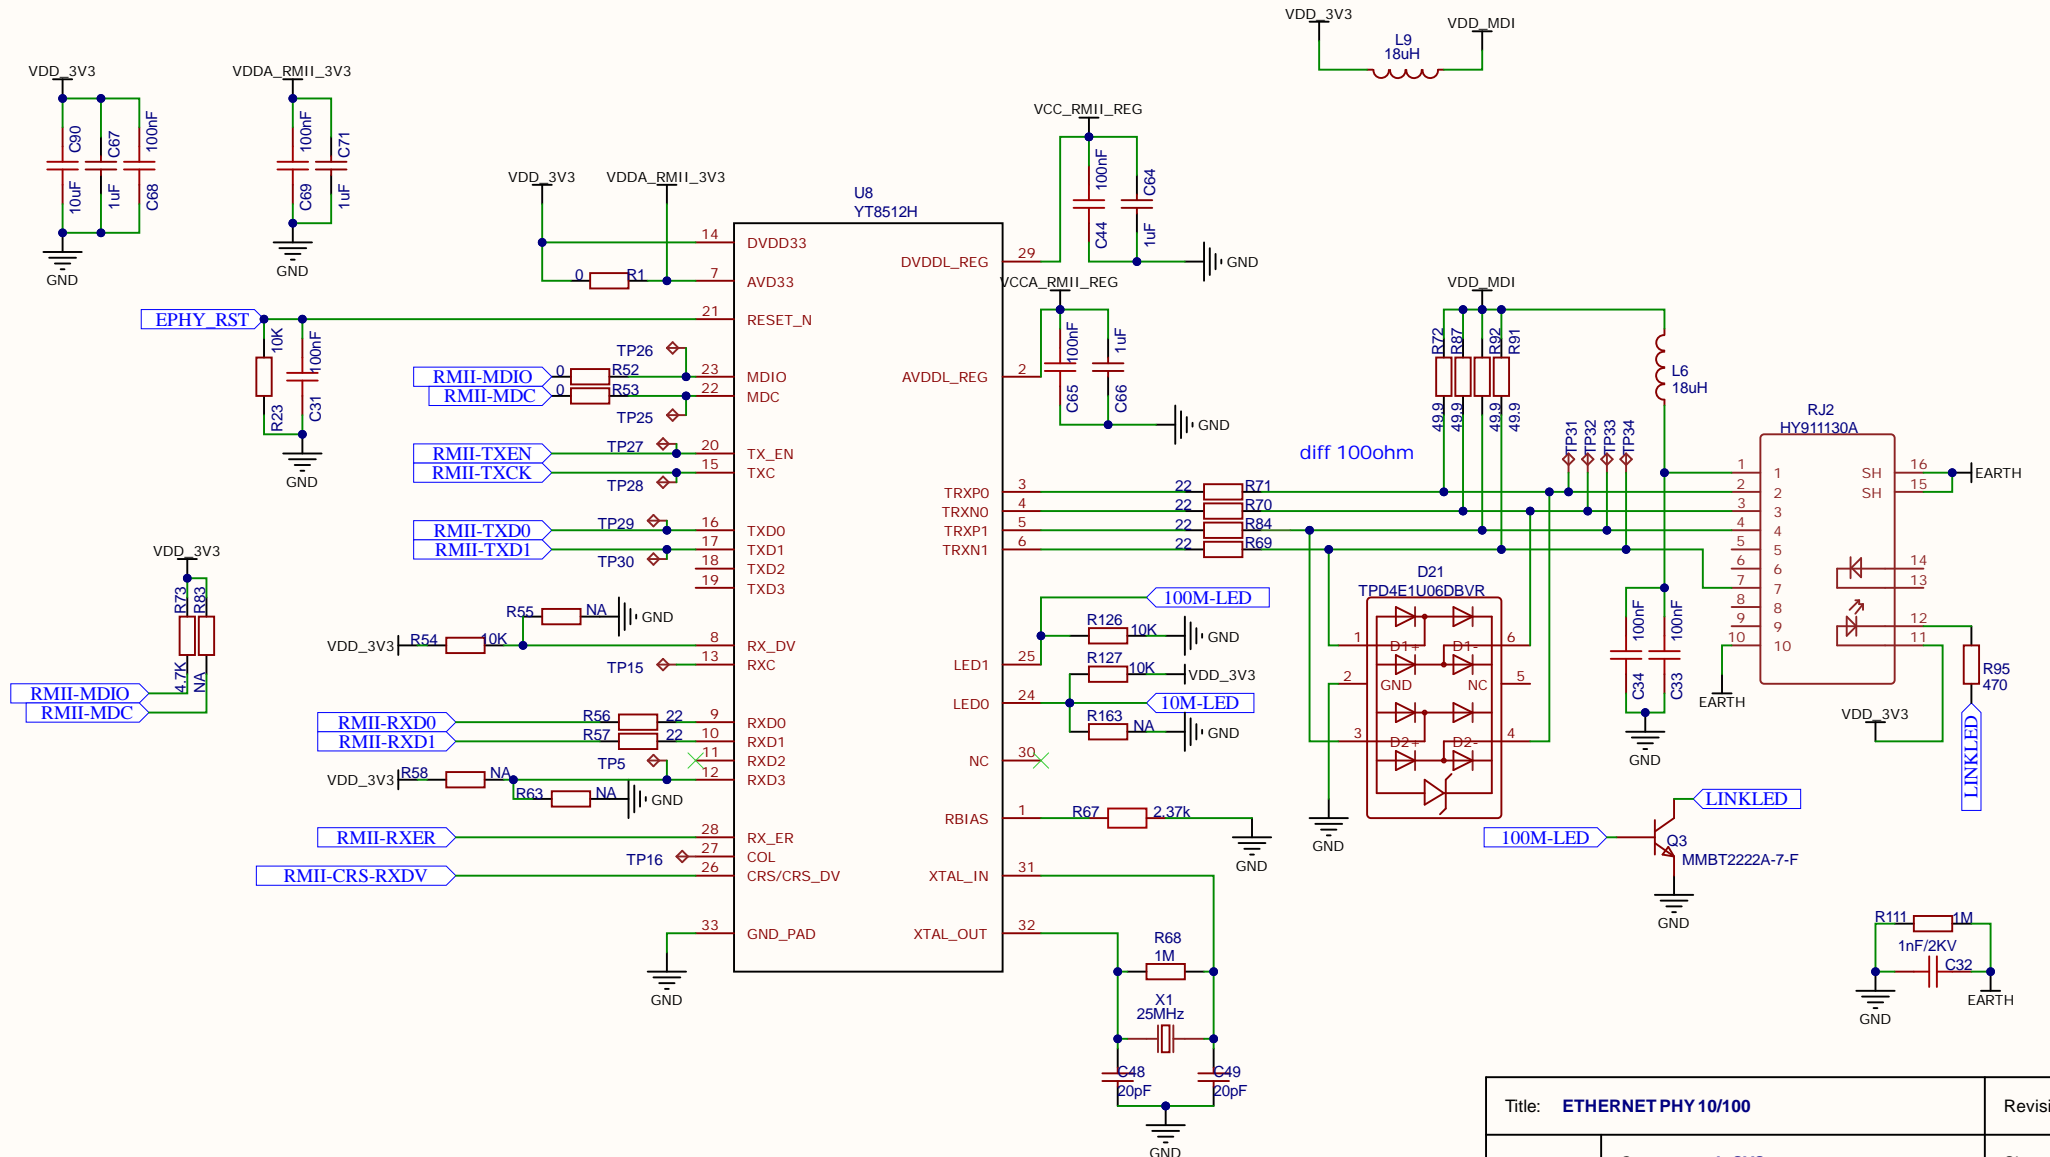 VDD_3V3
VDD_MDI
L9
18uH
VDD_3V3
10uF C90
1uF C67
C68 100nF
GND
VDDA_RMII_3V3
C69 100nF
1uF C71
GND
VCC_RMII_REG
C44 100nF
1uF C64
GND
VDD_3V3
VDDA_RMII_3V3
0 R1
U8
YT8512H
14 DVDD33
7 AVD33
21 RESET_N
23 MDIO
22 MDC
20 TX_EN
15 TXC
16 TXD0
17 TXD1
18 TXD2
19 TXD3
8 RX_DV
13 RXC
9 RXD0
10 RXD1
11 RXD2
12 RXD3
28 RX_ER
27 COL
26 CRS/CRS_DV
33 GND_PAD
GND
DVDDL_REG 29
AVDDL_REG 2
TRXP0 3
TRXN0 4
TRXP1 5
TRXN1 6
LED1 25
LED0 24
NC 30
RBIAS 1
XTAL_IN 31
XTAL_OUT 32
EPHY_RST
R23 10K
C31 100nF
GND
TP26
RMII-MDIO 0 R52
RMII-MDC 0 R53
TP25
TP27
RMII-TXEN
RMII-TXCK
TP28
TP29
RMII-TXD0
RMII-TXD1
TP30
VDD_3V3
4.7K R73
NA R83
RMII-MDIO
RMII-MDC
R55 NA GND
VDD_3V3 R54 10K
TP15
RMII-RXD0 R56 22
RMII-RXD1 R57 22
TP5
VDD_3V3 R58 NA
R63 NA GND
RMII-RXER
TP16
RMII-CRS-RXDV
VCCA_RMII_REG
C65 100nF
C66 1uF
GND
VDD_MDI
49.9 R72
49.9 R87
49.9 R92
49.9 R91
L6
18uH
diff 100ohm
TP31
TP32
TP33
TP34
22 R71
22 R70
22 R84
22 R69
100M-LED
R126 10K GND
R127 10K VDD_3V3
10M-LED
R163 NA GND
R67 2.37k
GND
R68
1M
X1
25MHz
C48
20pF
C49
20pF
GND
D21
TPD4E1U06DBVR
1 D1+ D1- 6
2 GND NC 5
3 D2+ D2- 4
GND
C34 100nF
C33 100nF
GND
RJ2
HY911130A
1 1 SH 16
2 2 SH 15
3 3
4 4
5 5
6 6 14
7 7 13
8 8
9 9 12
10 10 11
EARTH
EARTH
R95
470
VDD_3V3
LINKLED
LINKLED
100M-LED
Q3
MMBT2222A-7-F
GND
R111 1M
1nF/2KV
C32
GND
EARTH
Title: ETHERNET PHY 10/100